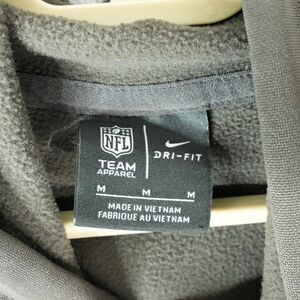 NFL
TEAM
APPAREL
DRI-FIT
M M M
MADE IN VIETNAM
FABRIQUE AU VIETNAM